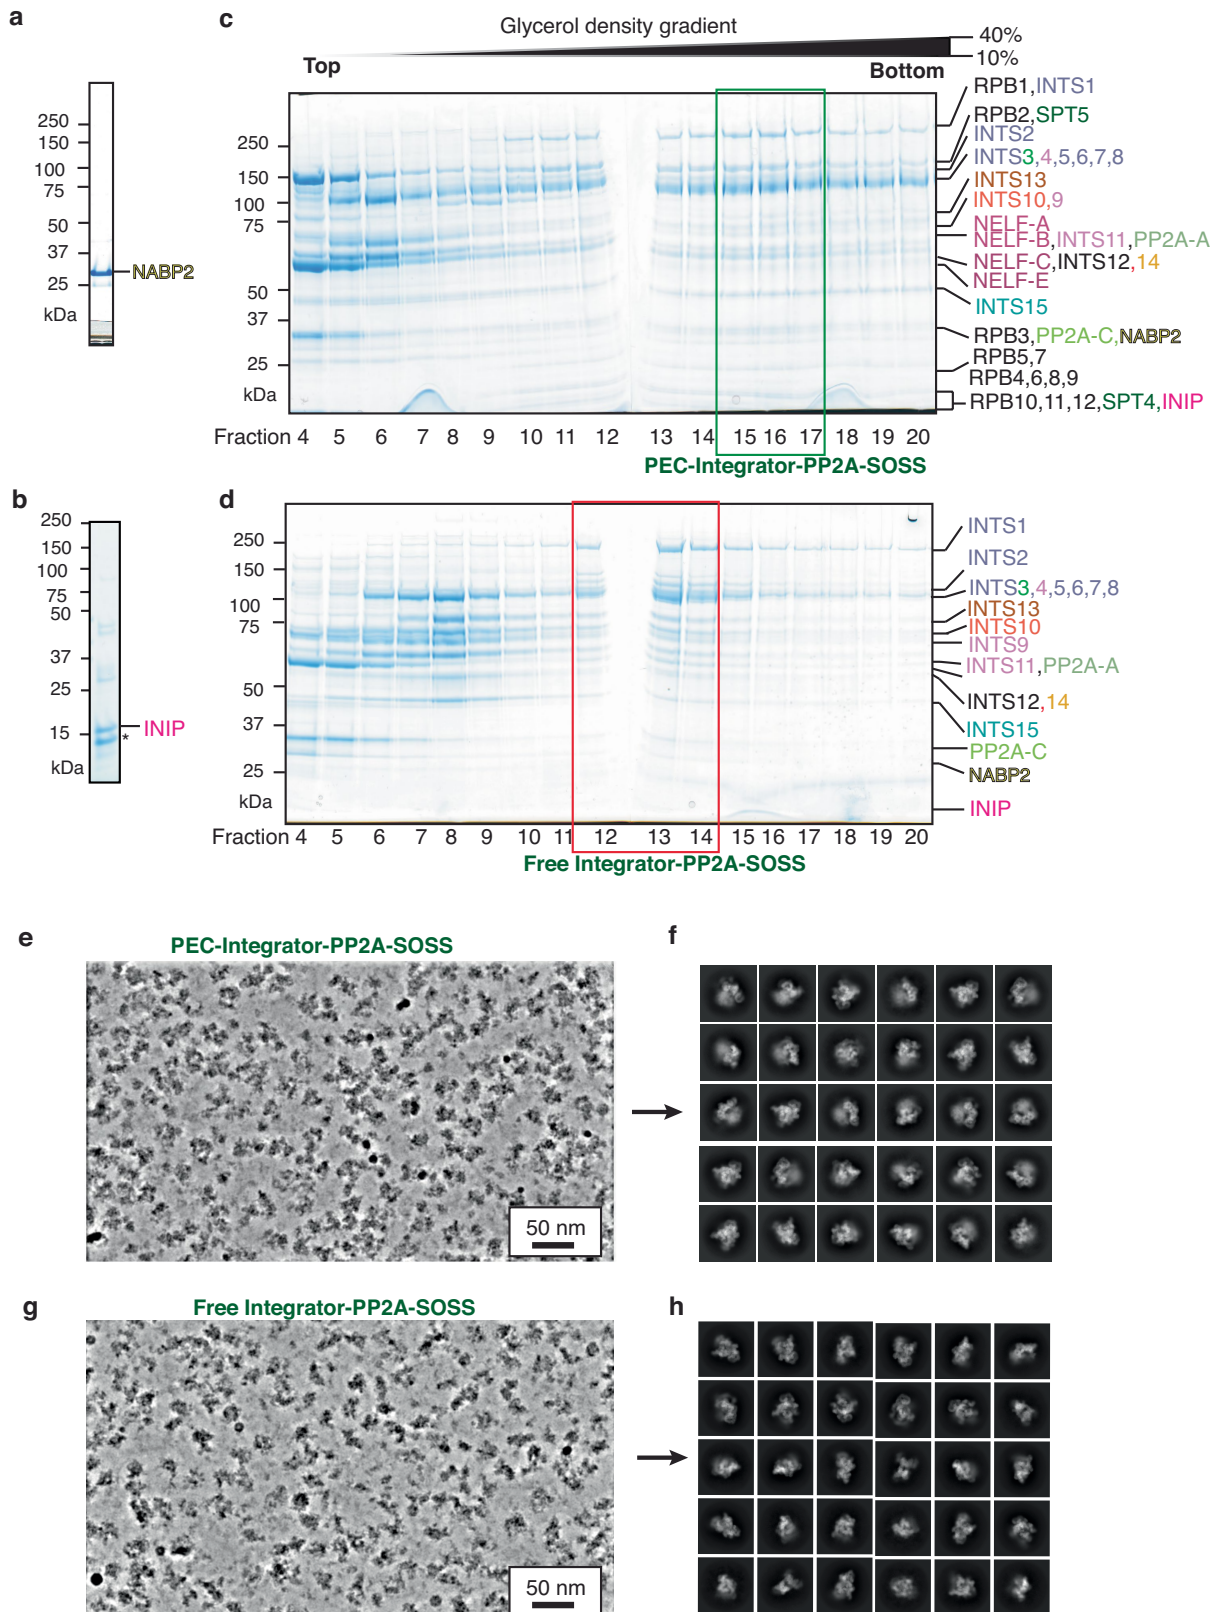 a
250
150
100
75
50
37
25
kDa
NABP2
c
Glycerol density gradient
40%
10%
Top
Bottom
250
150
100
75
50
37
25
kDa
RPB1,INTS1
RPB2,SPT5
INTS2
INTS3,4,5,6,7,8
INTS13
INTS10,9
NELF-A
NELF-B,INTS11,PP2A-A
NELF-C,INTS12,14
NELF-E
INTS15
RPB3,PP2A-C,NABP2
RPB5,7
RPB4,6,8,9
RPB10,11,12,SPT4,INIP
Fraction 4 5 6 7 8 9 10 11 12 13 14 15 16 17 18 19 20
PEC-Integrator-PP2A-SOSS
b
250
150
100
75
50
37
25
15
kDa
INIP
*
d
250
150
100
75
50
37
25
kDa
INTS1
INTS2
INTS3,4,5,6,7,8
INTS13
INTS10
INTS9
INTS11,PP2A-A
INTS12,14
INTS15
PP2A-C
NABP2
INIP
Fraction 4 5 6 7 8 9 10 11 12 13 14 15 16 17 18 19 20
Free Integrator-PP2A-SOSS
e
PEC-Integrator-PP2A-SOSS
50 nm
f
g
Free Integrator-PP2A-SOSS
50 nm
h